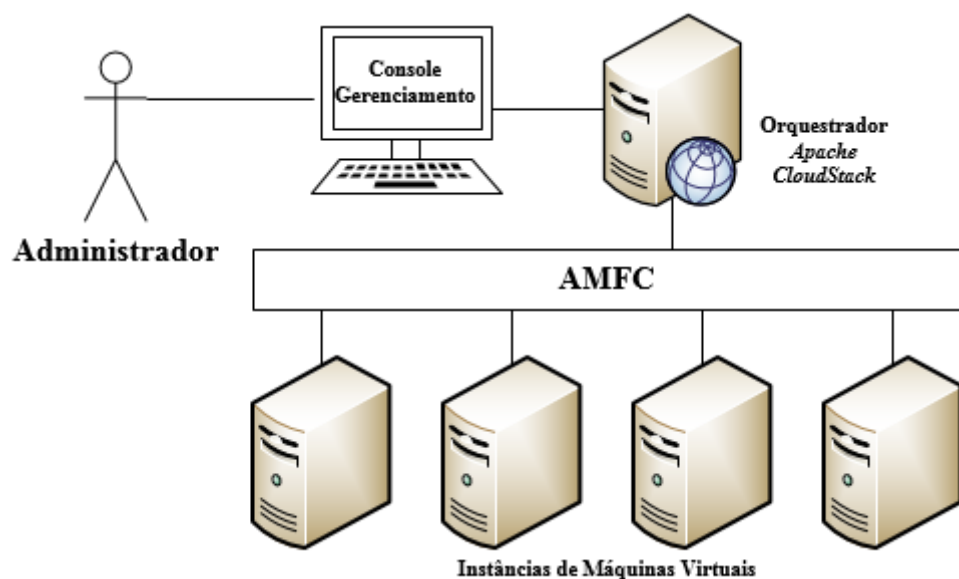 Console
Gerenciamento
Orquestrador
Apache
CloudStack
Administrador
AMFC
Instâncias de Máquinas Virtuais